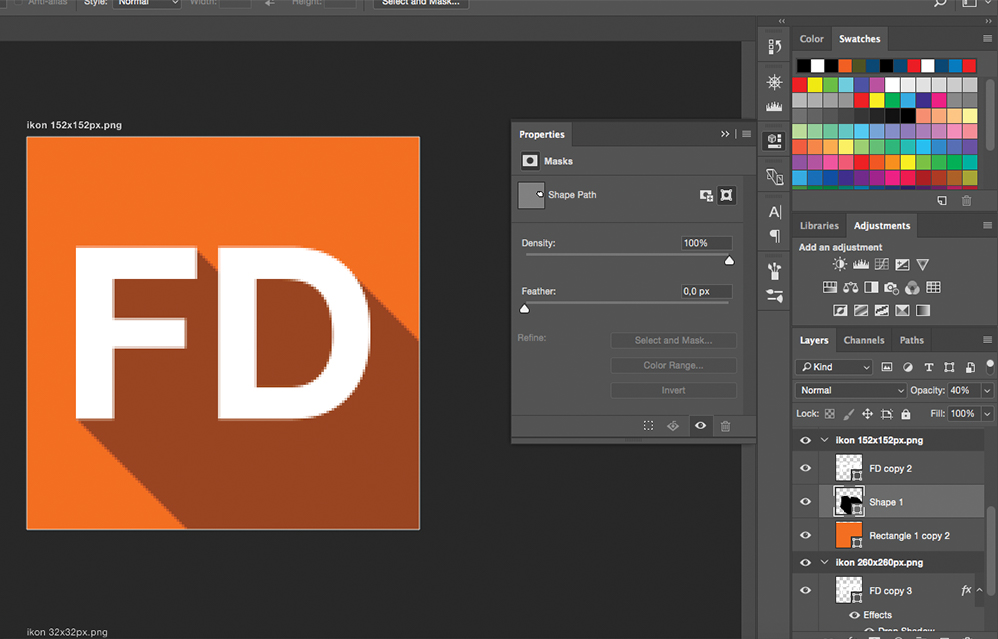 Anti-alias Style: Normal Width: Height: Select and Mask...
ikon 152x152px.png
FD
ikon 32x32px.png
Properties
Masks
Shape Path
Density: 100%
Feather: 0,0 px
Refine: Select and Mask...
Color Range...
Invert
Color Swatches
Libraries Adjustments
Add an adjustment
Layers Channels Paths
Kind
Normal Opacity: 40%
Lock: Fill: 100%
ikon 152x152px.png
FD copy 2
Shape 1
Rectangle 1 copy 2
ikon 260x260px.png
FD copy 3 fx
Effects
Drop Shadow